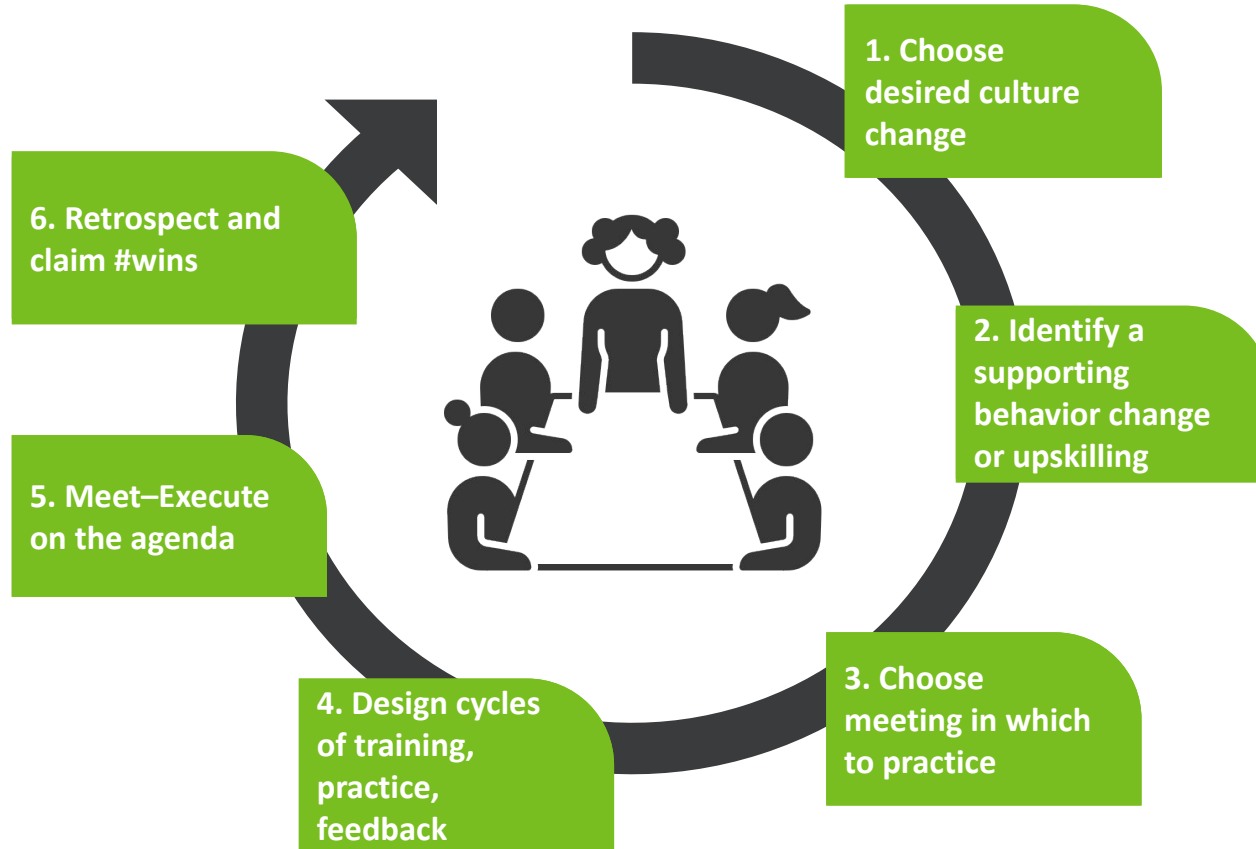 1. Choose
desired culture
change
2. Identify a
supporting
behavior change
or upskilling
3. Choose
meeting in which
to practice
4. Design cycles
of training,
practice,
feedback
5. Meet–Execute
on the agenda
6. Retrospect and
claim #wins